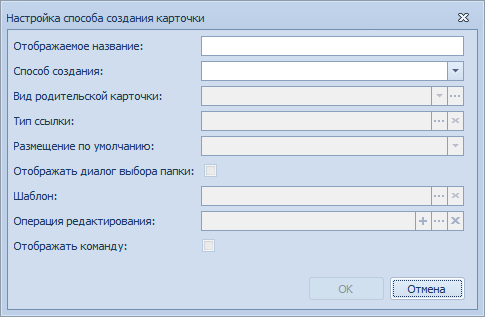 Настройка способа создания карточки
Отображаемое название:
Способ создания:
Вид родительской карточки:
Тип ссылки:
Размещение по умолчанию:
Отображать диалог выбора папки:
Шаблон:
Операция редактирования:
Отображать команду:
OK Отмена